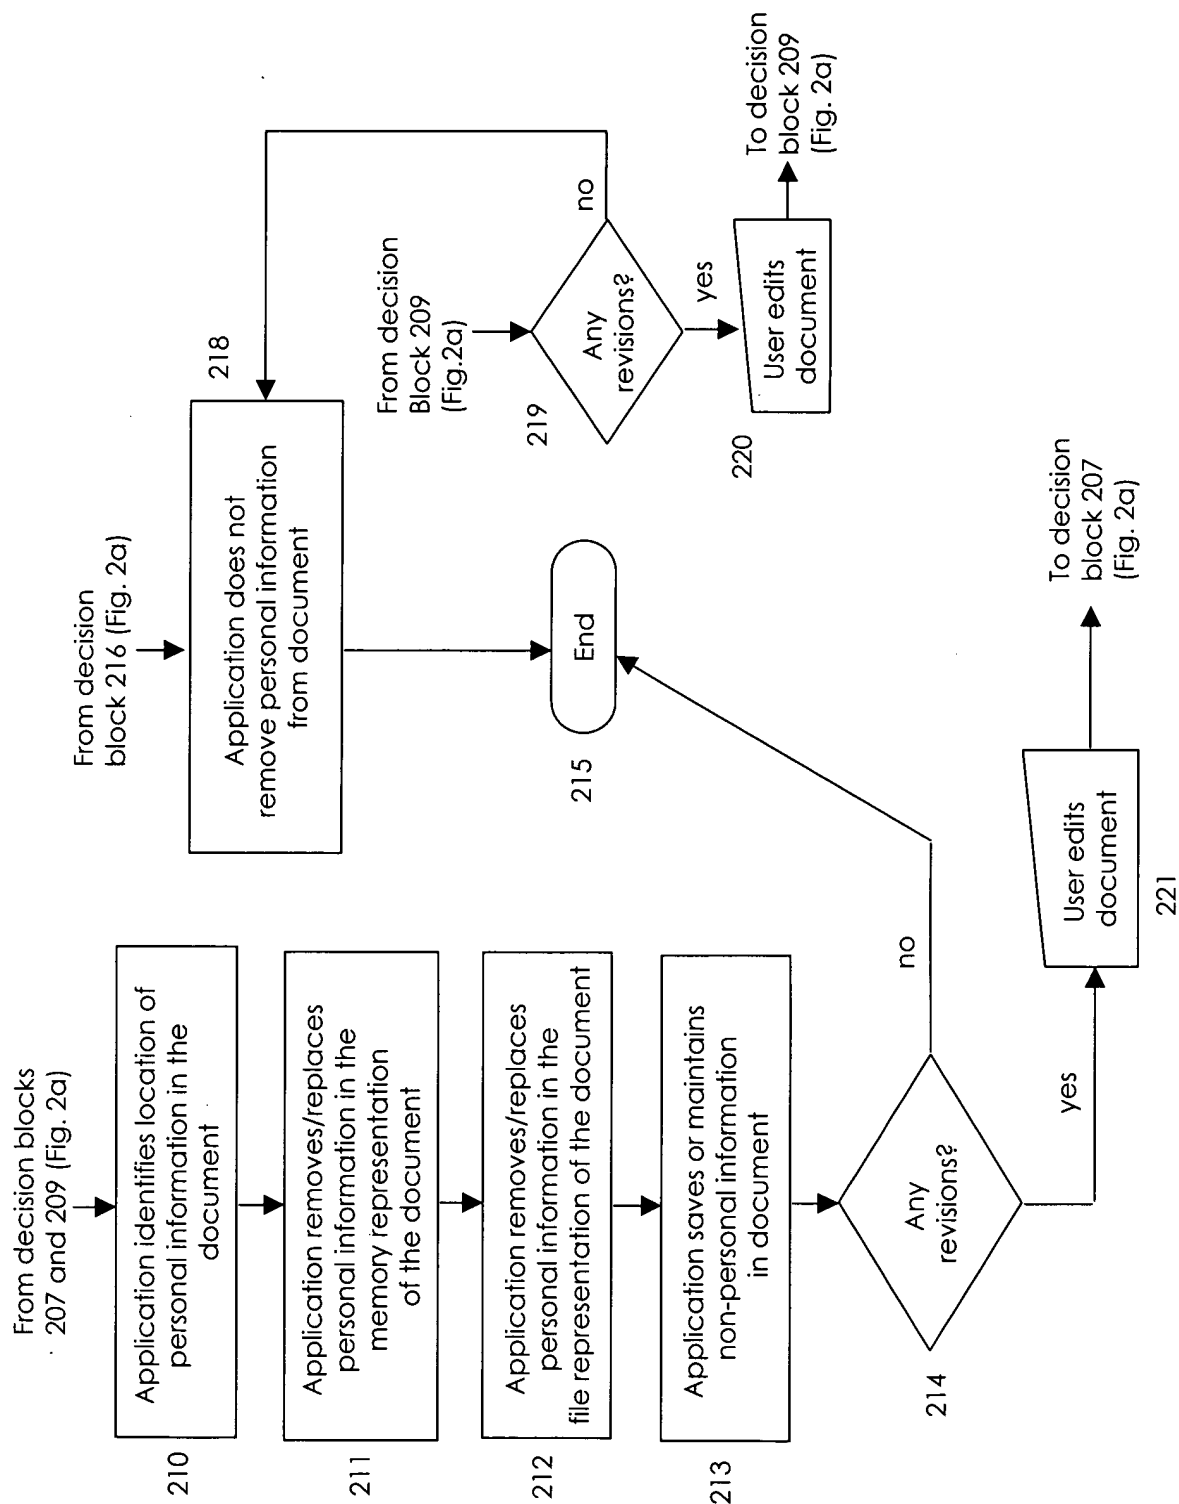 From decision blocks
207 and 209 (Fig. 2a)
Application identifies location of
personal information in the
document
210
Application removes/replaces
personal information in the
memory representation
of the document
211
Application removes/replaces
personal information in the
file representation of the document
212
Application saves or maintains
non-personal information
in document
213
Any
revisions?
214
no
yes
User edits
document
221
To decision
block 207
(Fig. 2a)
From decision
block 216 (Fig. 2a)
Application does not
remove personal information
from document
218
End
215
From decision
Block 209
(Fig.2a)
Any
revisions?
219
no
yes
User edits
document
220
To decision
block 209
(Fig. 2a)